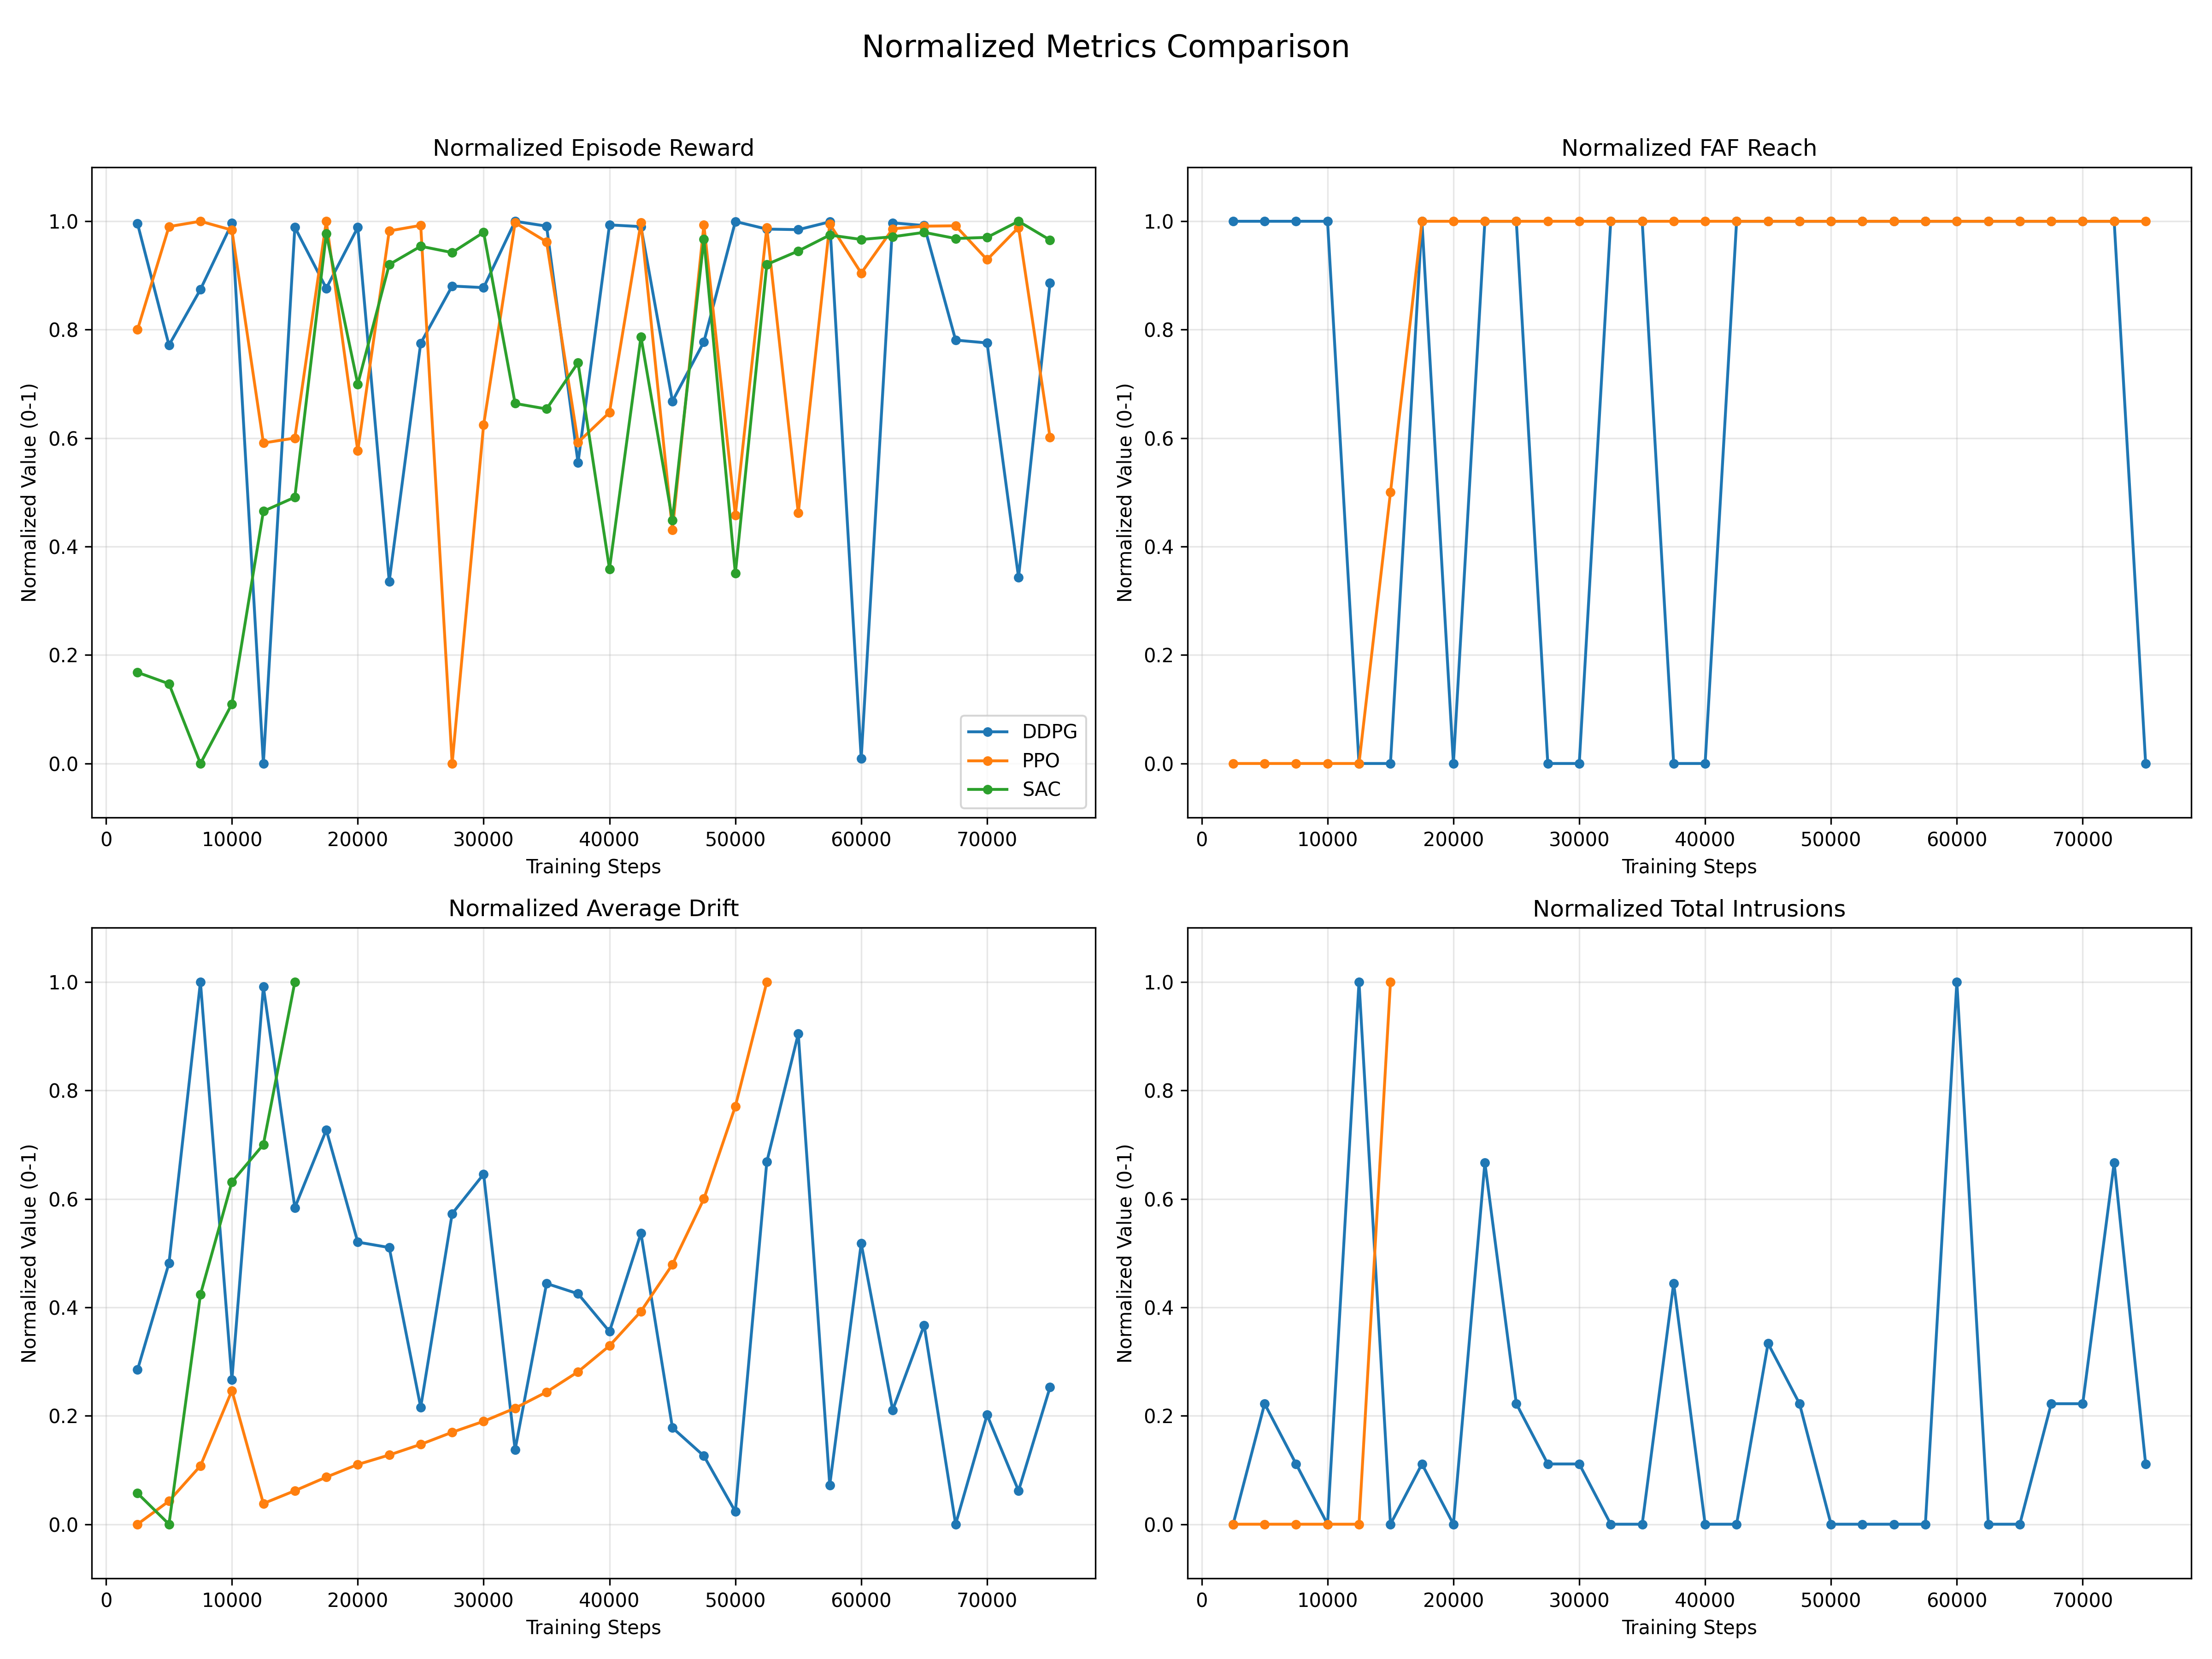 Normalized Metrics Comparison
Normalized Episode Reward
Normalized Value (0-1)
1.0
0.8
0.6
0.4
0.2
0.0
DDPG
PPO
SAC
0 10000 20000 30000 40000 50000 60000 70000
Training Steps
Normalized FAF Reach
Normalized Value (0-1)
1.0
0.8
0.6
0.4
0.2
0.0
0 10000 20000 30000 40000 50000 60000 70000
Training Steps
Normalized Average Drift
Normalized Value (0-1)
1.0
0.8
0.6
0.4
0.2
0.0
0 10000 20000 30000 40000 50000 60000 70000
Training Steps
Normalized Total Intrusions
Normalized Value (0-1)
1.0
0.8
0.6
0.4
0.2
0.0
0 10000 20000 30000 40000 50000 60000 70000
Training Steps